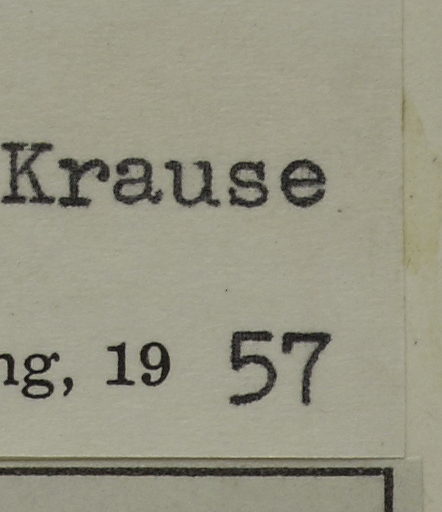 Krause
ng, 19 57